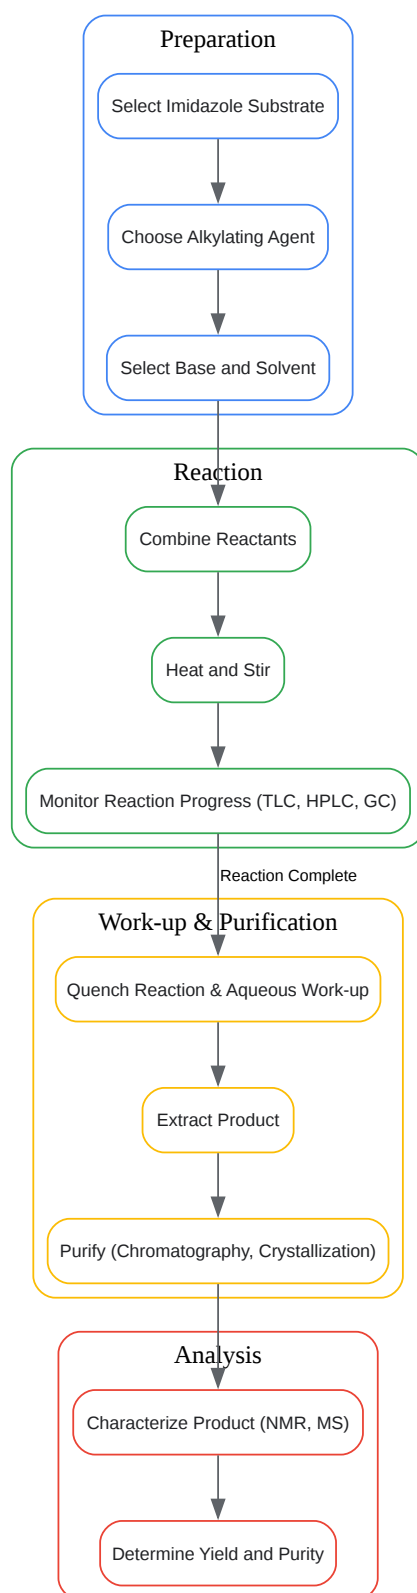 Preparation
Select Imidazole Substrate
Choose Alkylating Agent
Select Base and Solvent
Reaction
Combine Reactants
Heat and Stir
Monitor Reaction Progress (TLC, HPLC, GC)
Reaction Complete
Work-up & Purification
Quench Reaction & Aqueous Work-up
Extract Product
Purify (Chromatography, Crystallization)
Analysis
Characterize Product (NMR, MS)
Determine Yield and Purity